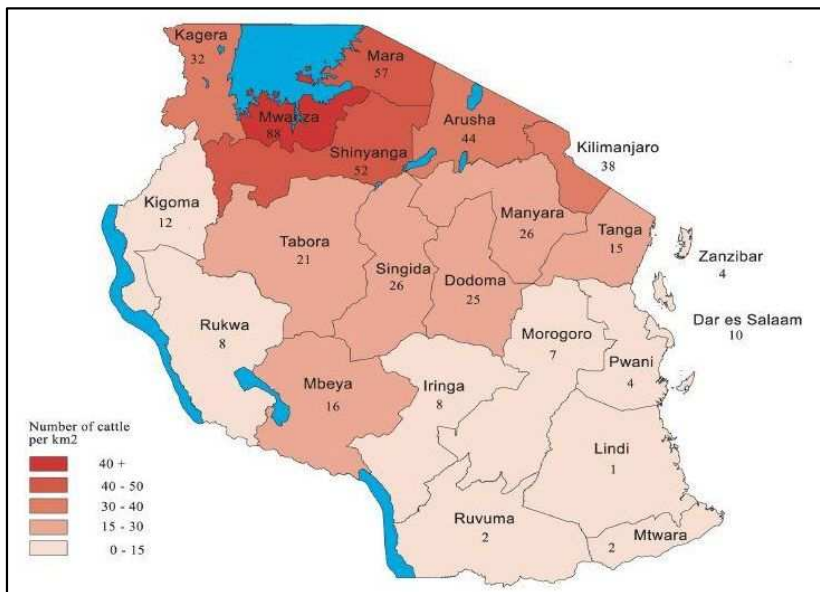 Kagera
32
Mara
57
Mwanza
88
Arusha
44
Shinyanga
52
Kilimanjaro
38
Kigoma
12
Manyara
26
Tanga
15
Tabora
21
Singida
26
Dodoma
25
Zanzibar
4
Dar es Salaam
10
Rukwa
8
Morogoro
7
Pwani
4
Mbeya
16
Iringa
8
Lindi
1
Ruvuma
2
Mtwara
2
Number of cattle
per km2
40 +
40 - 50
30 - 40
15 - 30
0 - 15